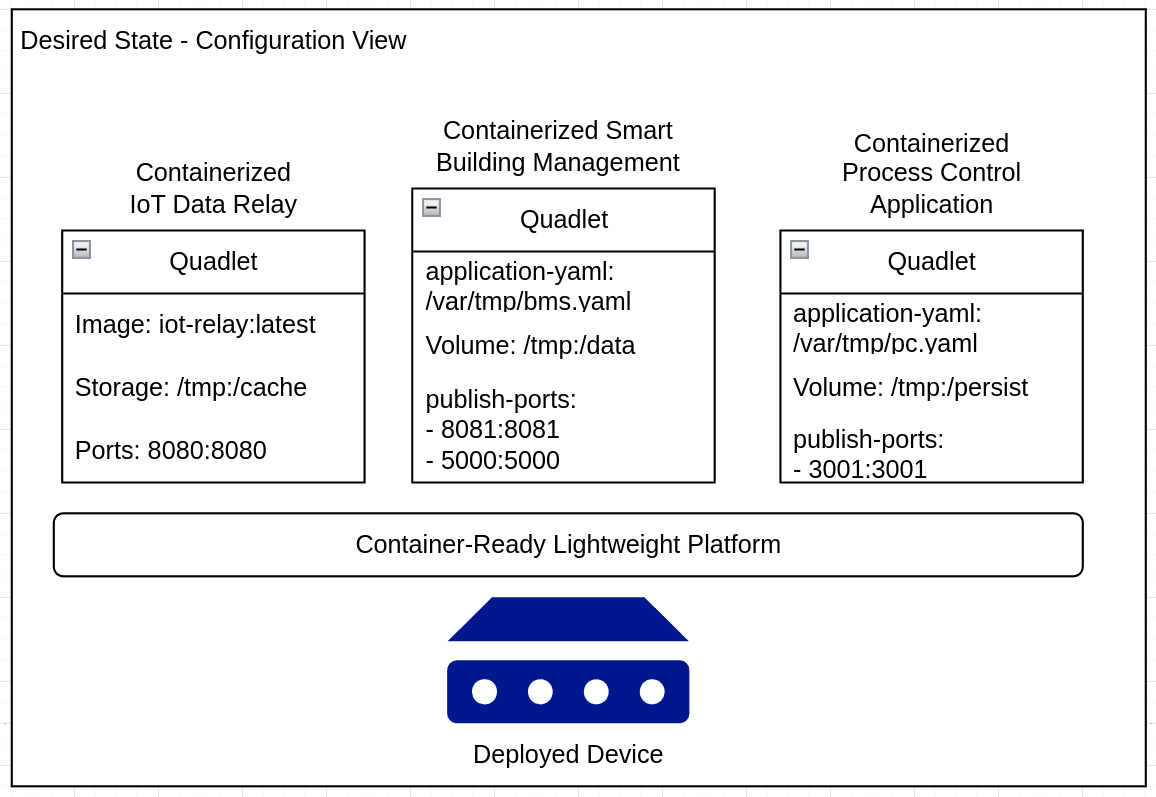 Desired State - Configuration View
Containerized
IoT Data Relay
Quadlet
Image: iot-relay:latest
Storage: /tmp:/cache
Ports: 8080:8080
Containerized Smart
Building Management
Quadlet
application-yaml:
/var/tmp/bms.yaml
Volume: /tmp:/data
publish-ports:
- 8081:8081
- 5000:5000
Containerized
Process Control
Application
Quadlet
application-yaml:
/var/tmp/pc.yaml
Volume: /tmp:/persist
publish-ports:
- 3001:3001
Container-Ready Lightweight Platform
Deployed Device